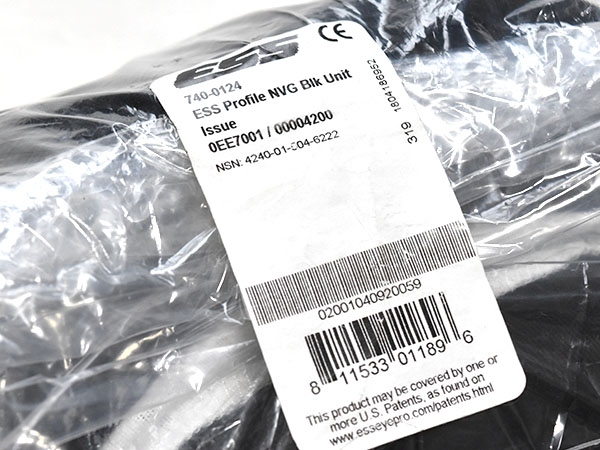 ESS
CE
740-0124
ESS Profile NVG Blk Unit
Issue
0EE7001 / 00004200
NSN: 4240-01-504-6222
319 1804186952
02001040920059
8 11533 01189 6
This product may be covered by one or
more U.S. Patents, as found on
www.esseyepro.com/patents.html